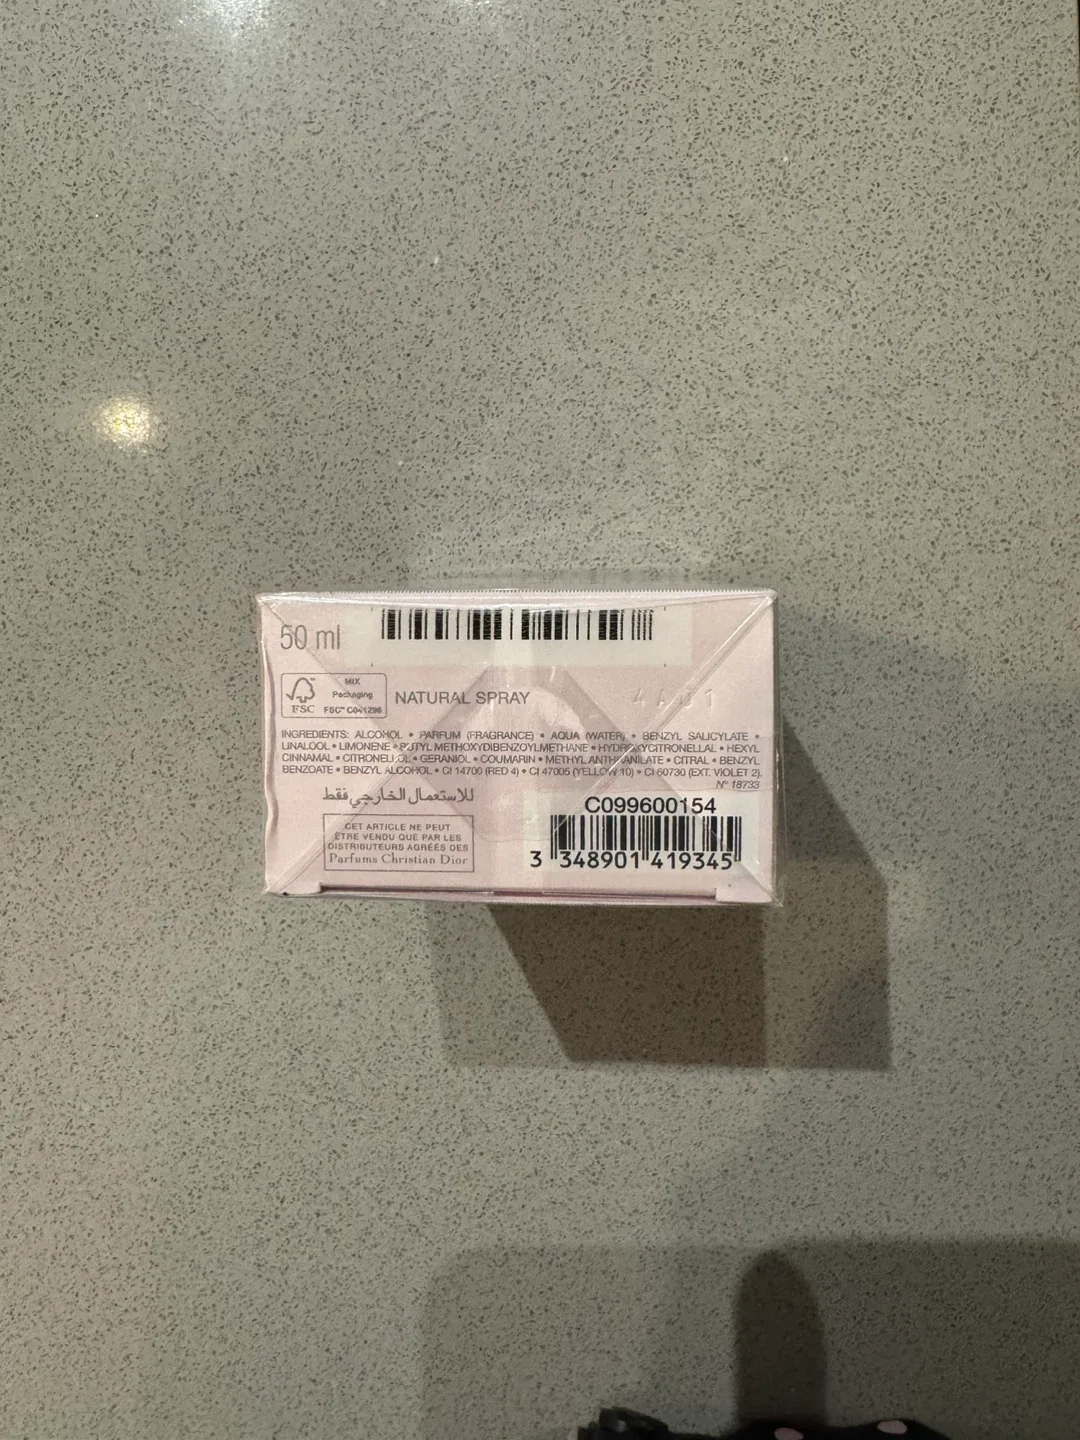 50 ml
FSC
MIX
Packaging
FSC™ C041296
NATURAL SPRAY
4A01
INGREDIENTS: ALCOHOL • PARFUM (FRAGRANCE) • AQUA (WATER) • BENZYL SALICYLATE •
LINALOOL • LIMONENE • BUTYL METHOXYDIBENZOYLMETHANE • HYDROXYCITRONELLAL • HEXYL
CINNAMAL • CITRONELLOL • GERANIOL • COUMARIN • METHYL ANTHRANILATE • CITRAL • BENZYL
BENZOATE • BENZYL ALCOHOL • CI 14700 (RED 4) • CI 47005 (YELLOW 10) • CI 60730 (EXT. VIOLET 2).
N° 18733
للاستعمال الخارجي فقط
CET ARTICLE NE PEUT
ÊTRE VENDU QUE PAR LES
DISTRIBUTEURS AGRÉÉS DES
Parfums Christian Dior
C099600154
3 348901 419345